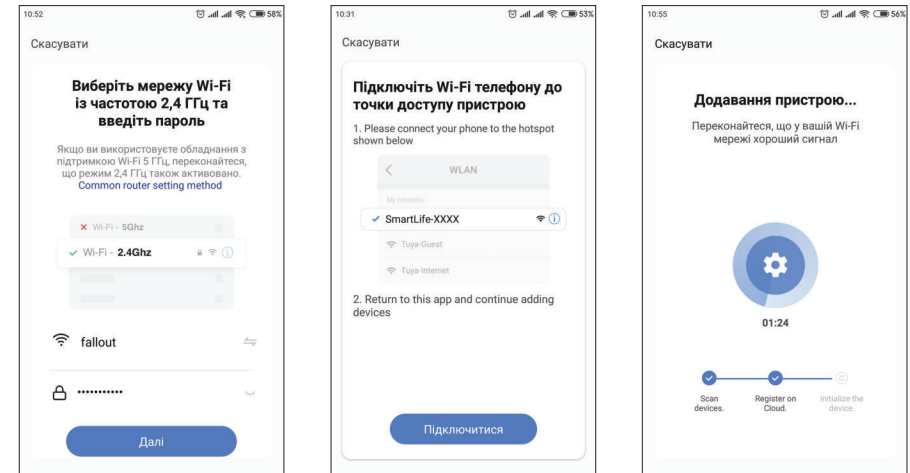 10:52
58%
Скасувати
Виберіть мережу Wi-Fi
із частотою 2,4 ГГц та
введіть пароль
Якщо ви використовуєте обладнання з
підтримкою Wi-Fi 5 ГГц, переконайтеся,
що режим 2,4 ГГц також активовано.
Common router setting method
Wi-Fi - 5Ghz
Wi-Fi - 2.4Ghz
fallout
•••••••••••
Далі
10:31
53%
Скасувати
Підключіть Wi-Fi телефону до
точки доступу пристрою
1. Please connect your phone to the hotspot
shown below
WLAN
My networks
SmartLife-XXXX
Tuya-Guest
Tuya-Internet
2. Return to this app and continue adding
devices
Підключитися
10:55
56%
Скасувати
Додавання пристрою...
Переконайтеся, що у вашій Wi-Fi
мережі хороший сигнал
01:24
Scan
devices.
Register on
Cloud.
Initialize the
device.